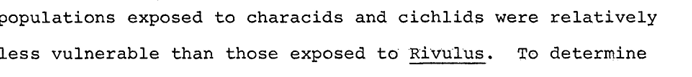 populations exposed to characids and cichlids were relatively
less vulnerable than those exposed to Rivulus. To determine